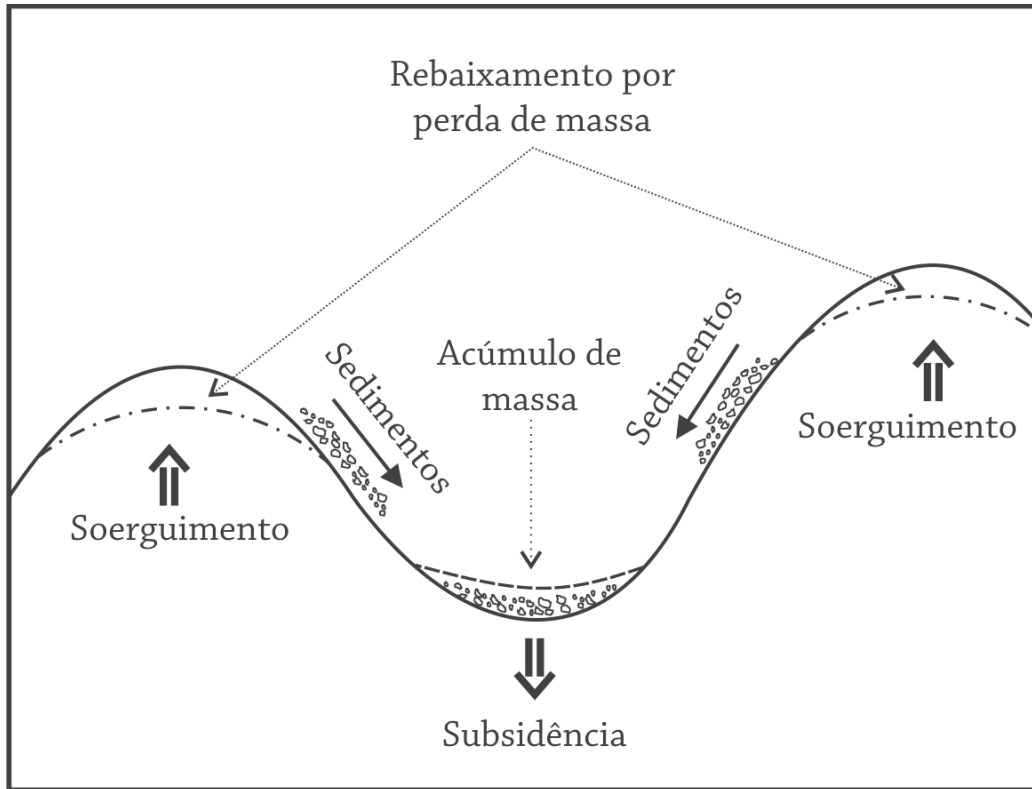 Rebaixamento por
perda de massa
Sedimentos
Acúmulo de
massa
Sedimentos
Soerguimento
Soerguimento
Subsidência